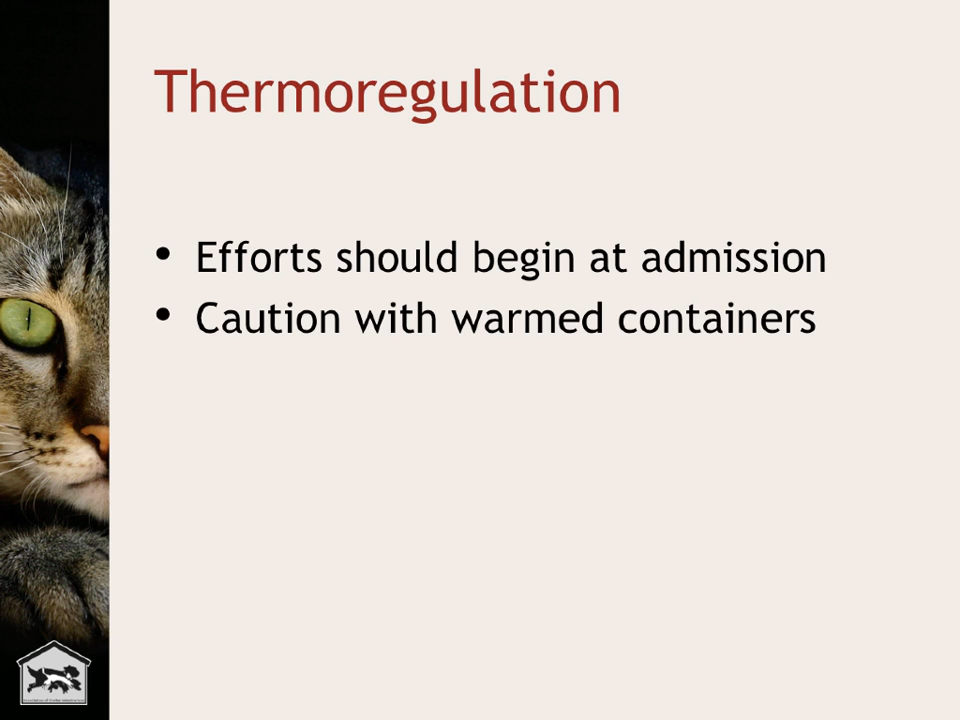 Thermoregulation
• Efforts should begin at admission
• Caution with warmed containers